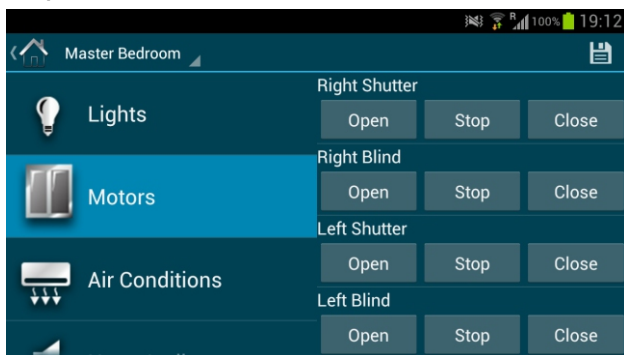 R 100% 19:12
Master Bedroom
Lights
Motors
Air Conditions
Right Shutter
Open Stop Close
Right Blind
Open Stop Close
Left Shutter
Open Stop Close
Left Blind
Open Stop Close